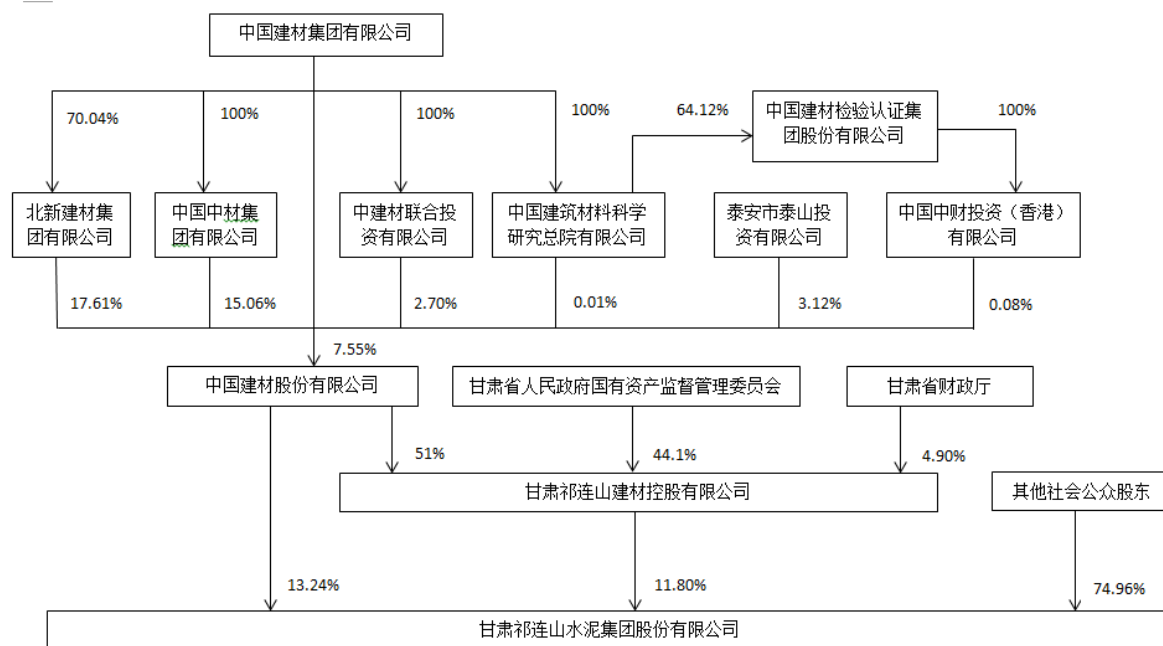 中国建材集团有限公司
70.04%
100%
100%
100%
64.12%
中国建材检验认证集
团股份有限公司
100%
北新建材集
团有限公司
中国中材集
团有限公司
中建材联合投
资有限公司
中国建筑材料科学
研究总院有限公司
泰安市泰山投
资有限公司
中国中财投资（香港）
有限公司
17.61%
15.06%
2.70%
0.01%
3.12%
0.08%
7.55%
中国建材股份有限公司
甘肃省人民政府国有资产监督管理委员会
甘肃省财政厅
51%
44.1%
4.90%
甘肃祁连山建材控股有限公司
其他社会公众股东
13.24%
11.80%
74.96%
甘肃祁连山水泥集团股份有限公司